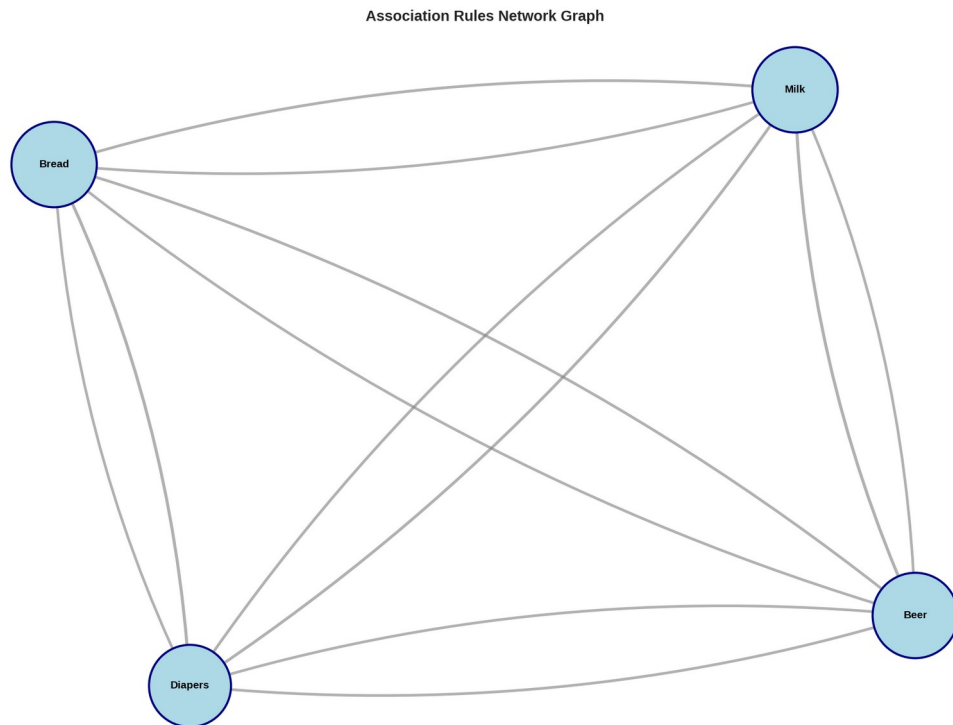 Association Rules Network Graph
Milk
Bread
Beer
Diapers